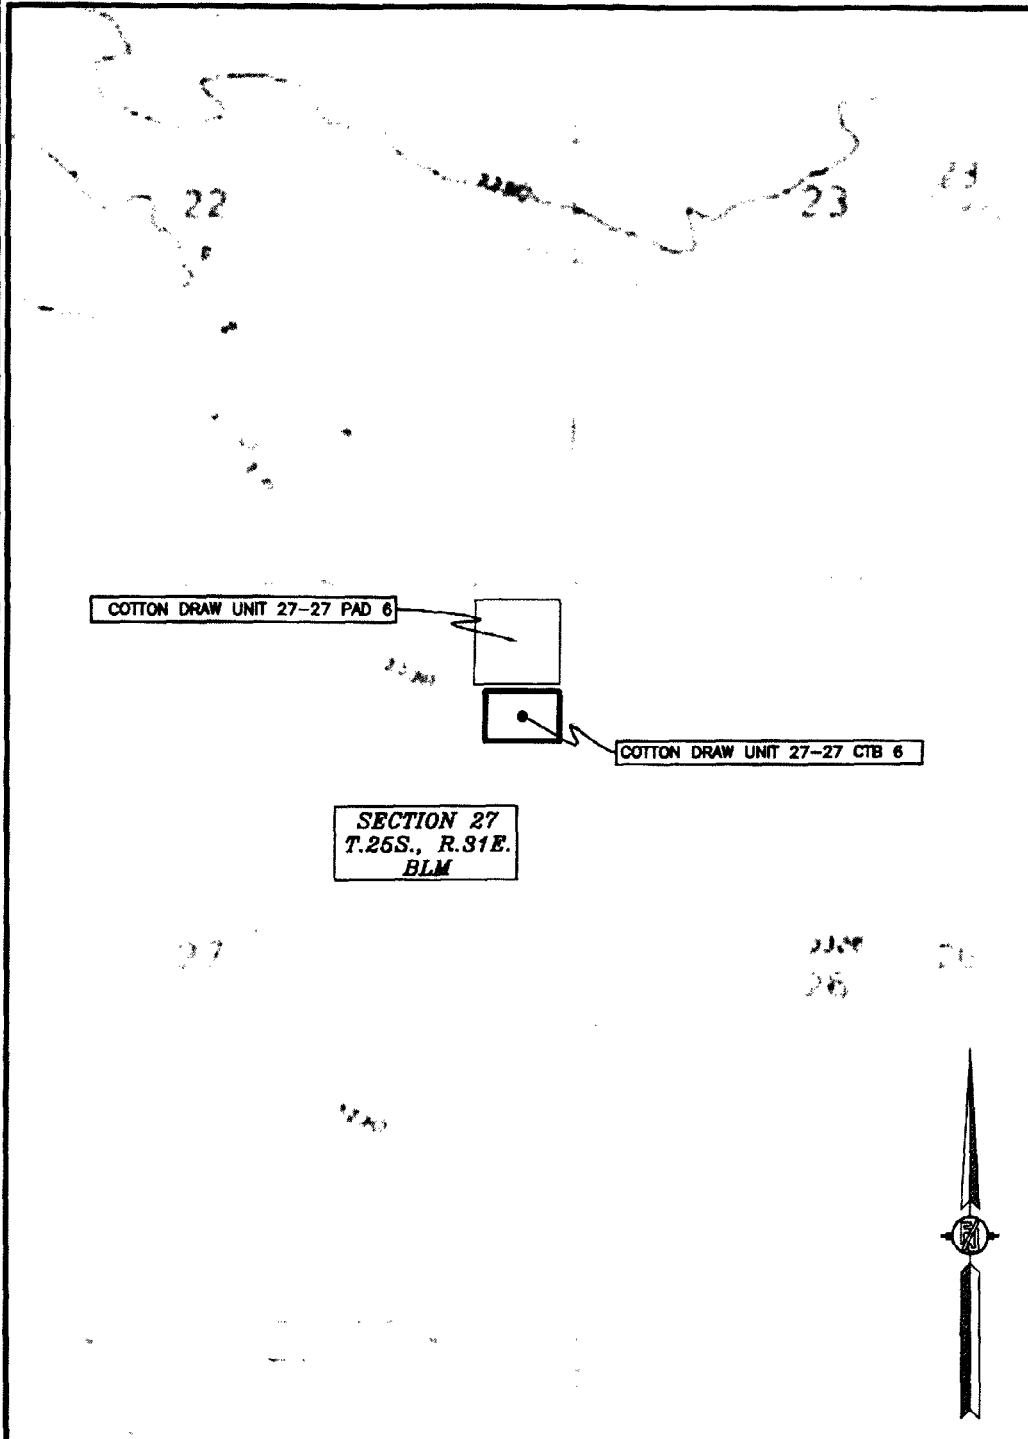 22
23
COTTON DRAW UNIT 27-27 PAD 6
COTTON DRAW UNIT 27-27 CTB 6
SECTION 27
T.25S., R.31E.
BLM
27
26